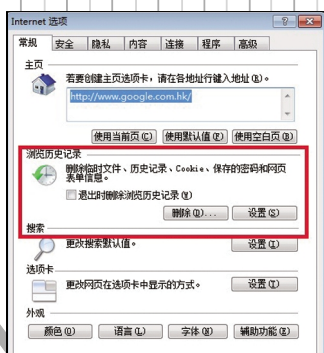 Internet 选项
常规 安全 隐私 内容 连接 程序 高级
主页
若要创建主页选项卡，请在各地址行键入地址(R)。
http://www.google.com.hk/
使用当前页(C) 使用默认值(F) 使用空白页(B)
浏览历史记录
删除临时文件、历史记录、Cookie、保存的密码和网页
表单信息。
退出时删除浏览历史记录(W)
删除(D)... 设置(S)
搜索
更改搜索默认值。 设置(I)
选项卡
更改网页在选项卡中显示的方式。 设置(T)
外观
颜色(O) 语言(L) 字体(N) 辅助功能(E)